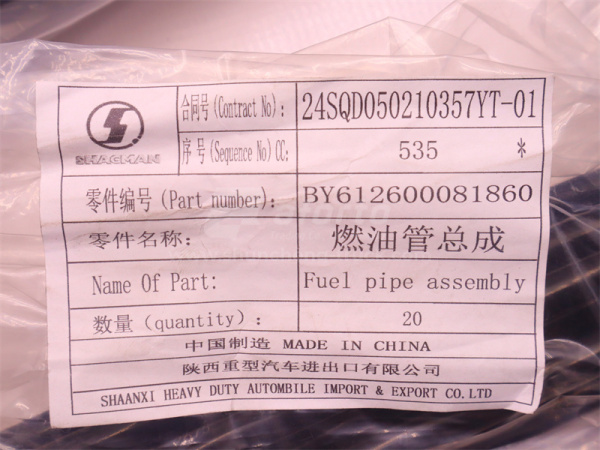 SHACMAN
合同号(Contract No): 24SQD050210357YT-01
序号(Sequence No) CC: 535 *
零件编号(Part number): BY612600081860
零件名称: 燃油管总成
Name Of Part: Fuel pipe assembly
数量(quantity): 20
中国制造 MADE IN CHINA
陕西重型汽车进出口有限公司
SHAANXI HEAVY DUTY AUTOMBILE IMPORT & EXPORT CO.LTD